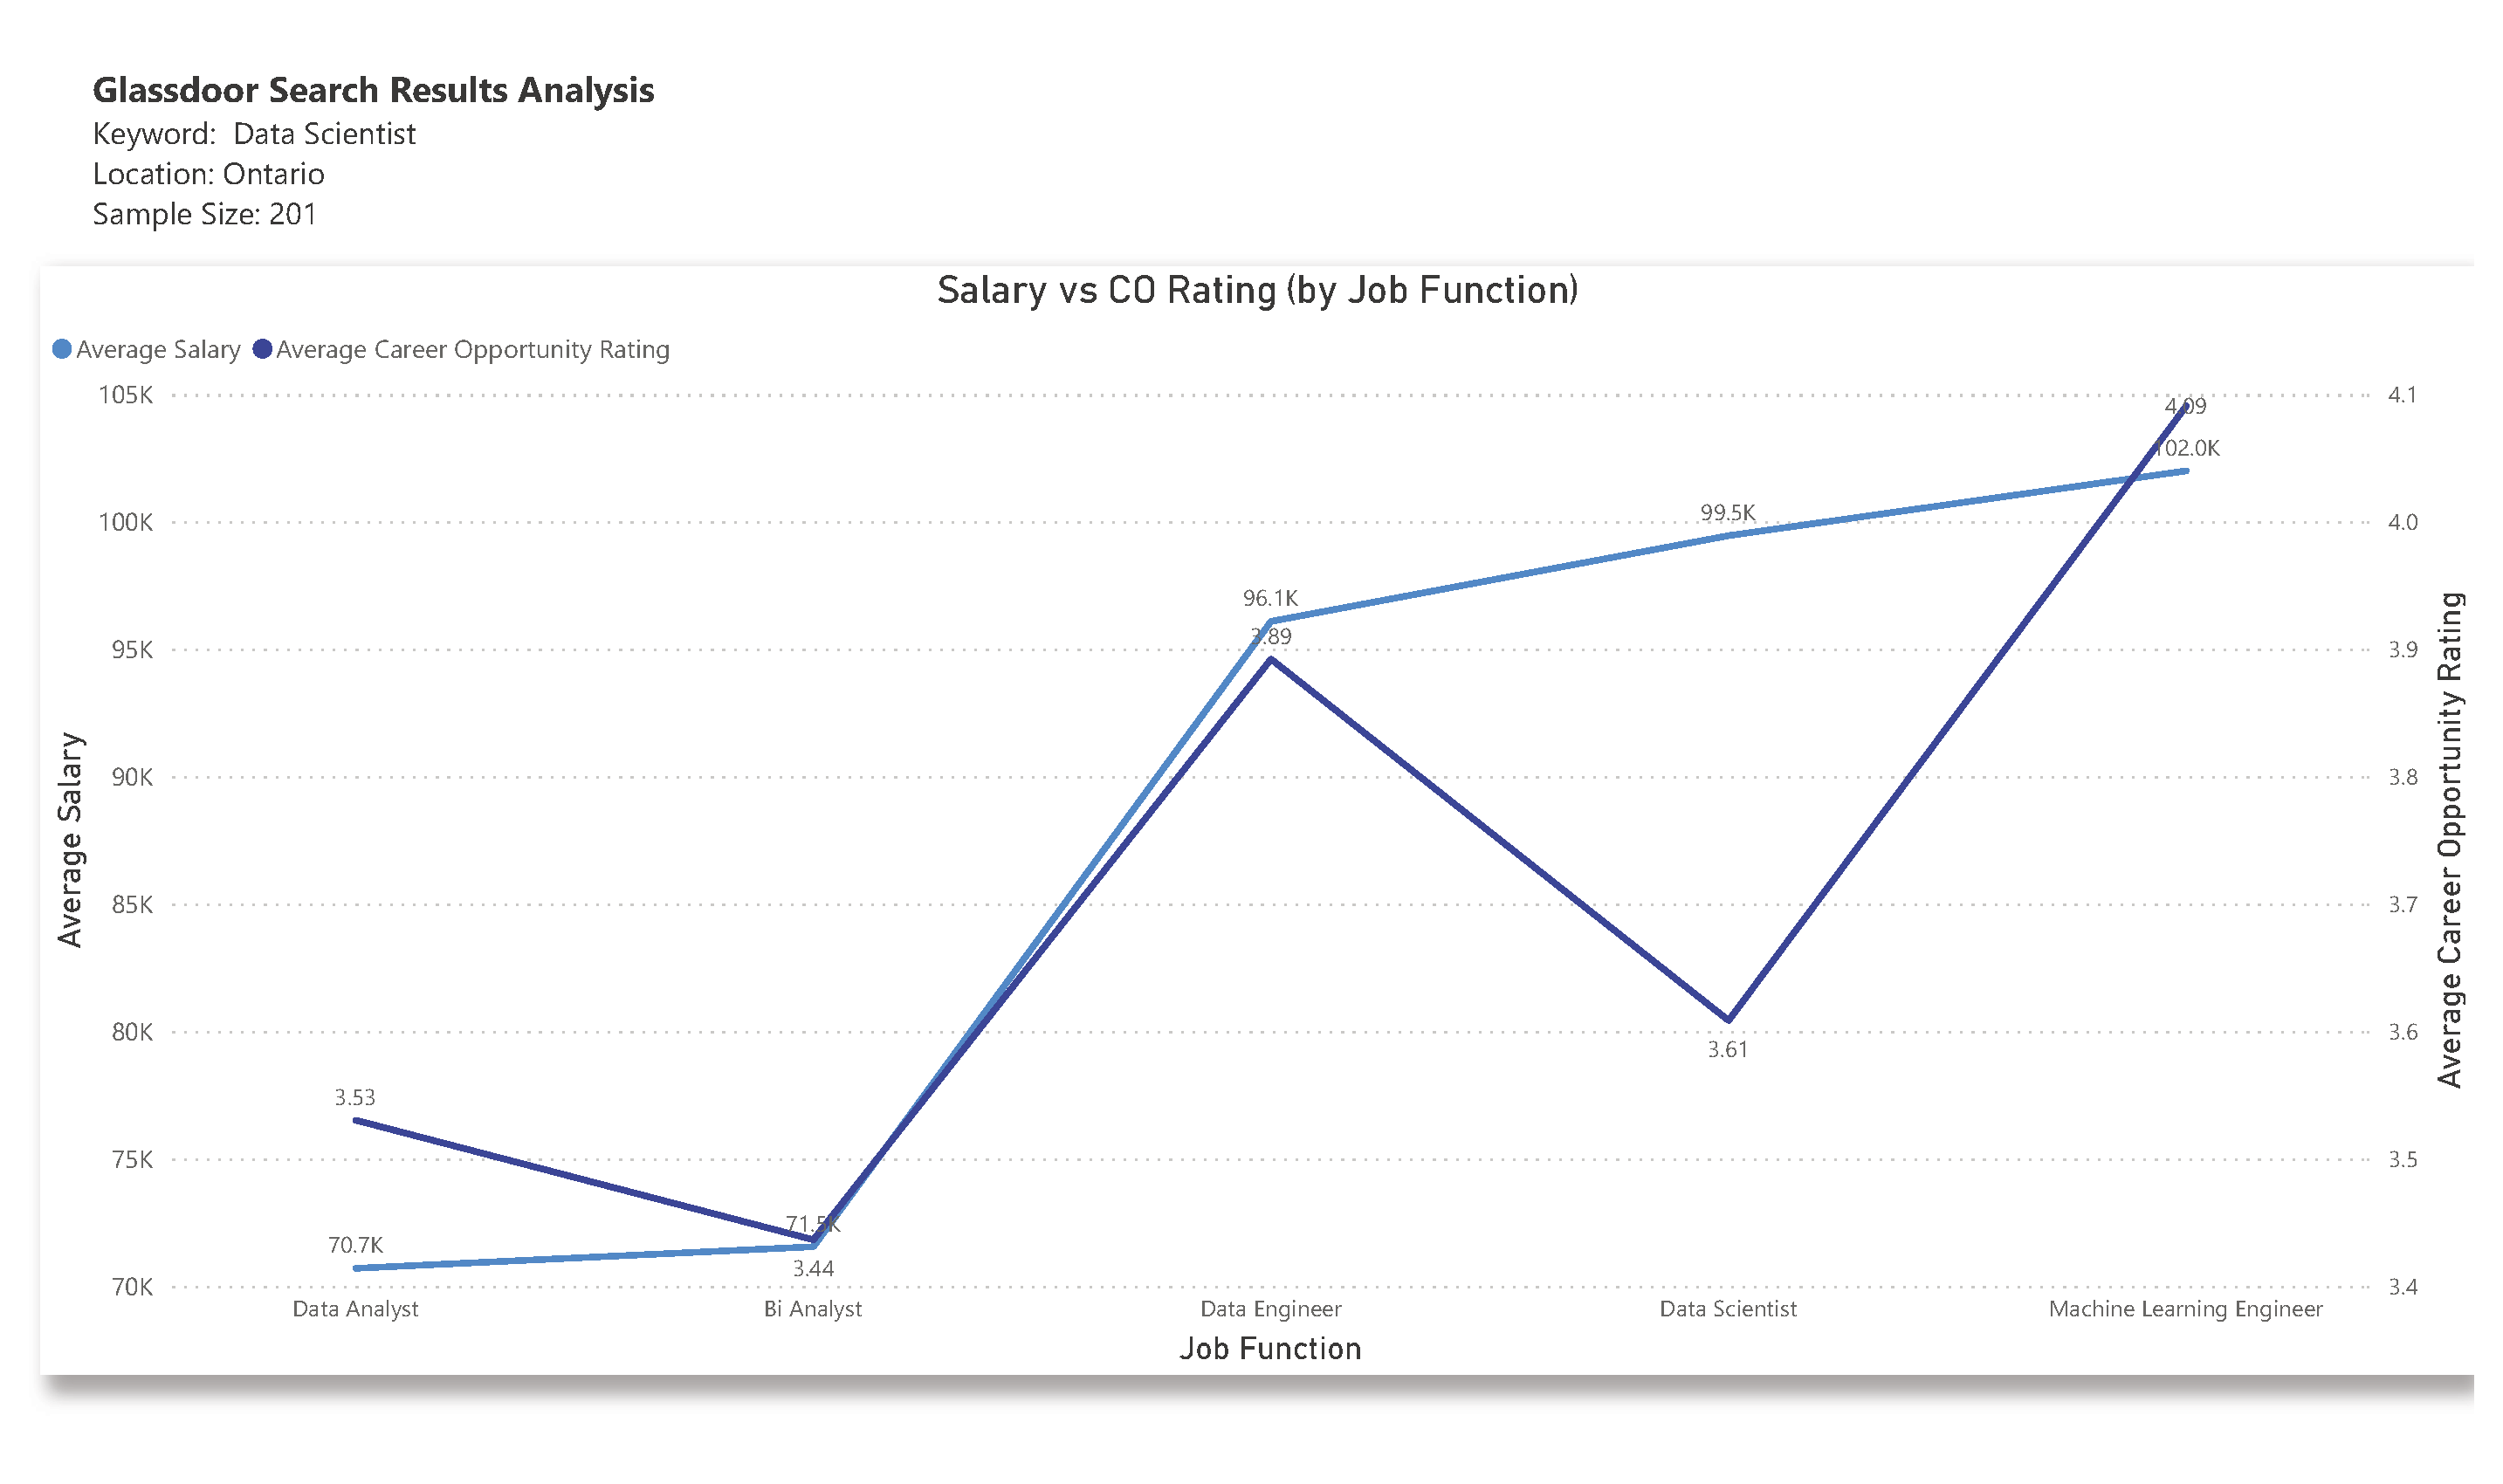 Glassdoor Search Results Analysis
Keyword:  Data Scientist
Location: Ontario
Sample Size: 201
Salary vs CO Rating (by Job Function)
Average Salary Average Career Opportunity Rating
105K
100K
95K
90K
85K
80K
75K
70K
Average Salary
4.1
4.0
3.9
3.8
3.7
3.6
3.5
3.4
Average Career Opportunity Rating
4.09
102.0K
99.5K
96.1K
3.89
3.61
3.53
71.5K
70.7K
3.44
Data Analyst
Bi Analyst
Data Engineer
Data Scientist
Machine Learning Engineer
Job Function